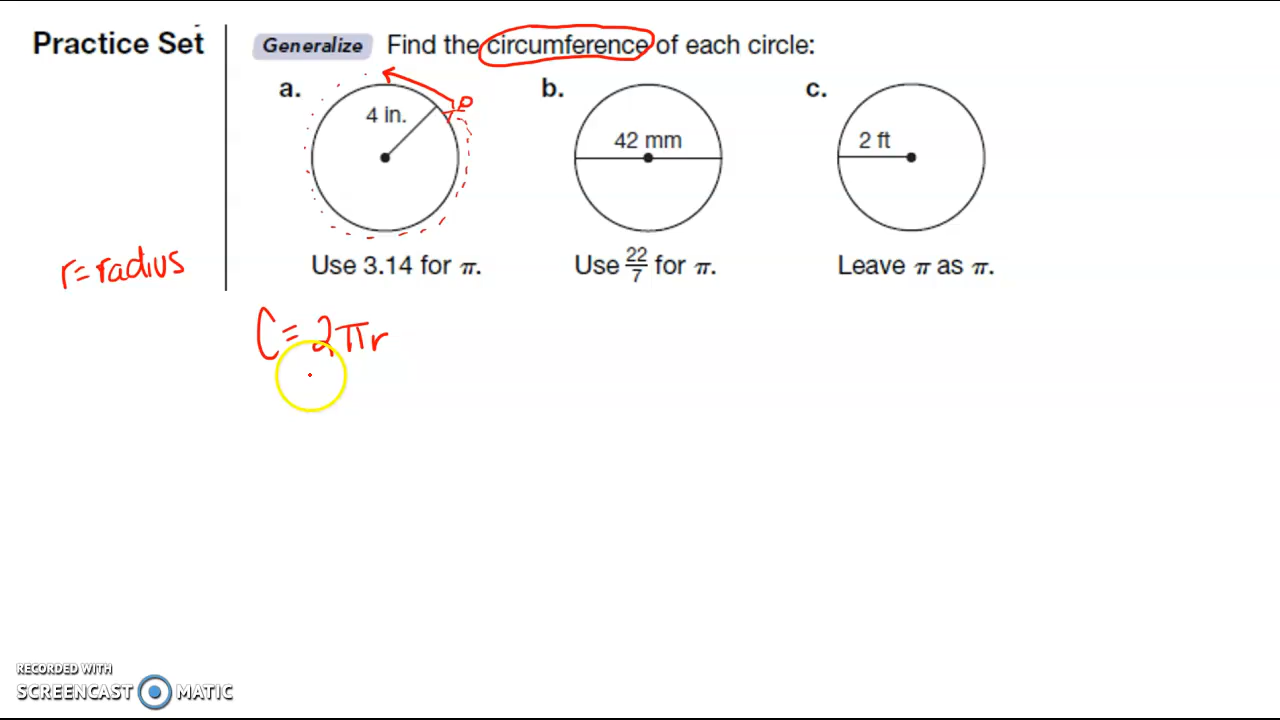 Practice Set
Generalize Find the circumference of each circle:
a. b. c.
4 in. 42 mm 2 ft
Use 3.14 for π. Use 22/7 for π. Leave π as π.
r = radius
C = 2πr
RECORDED WITH
SCREENCAST MATIC